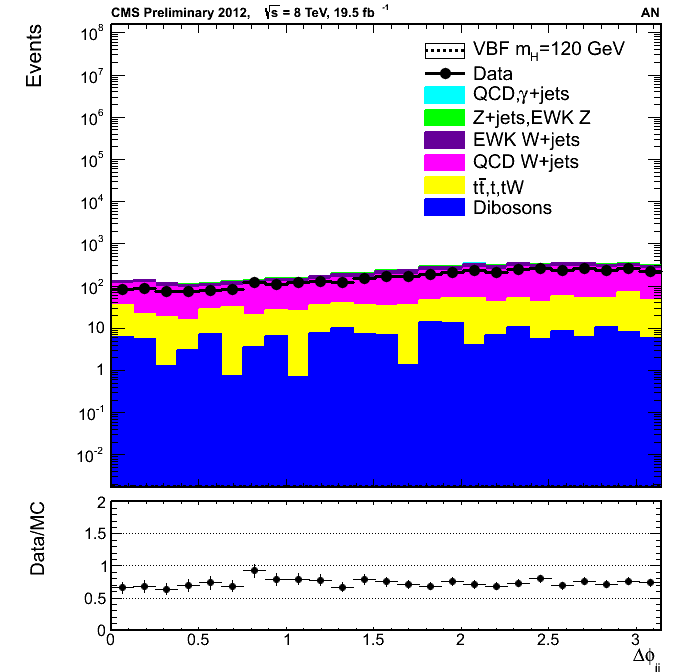 CMS Preliminary 2012, √s = 8 TeV, 19.5 fb⁻¹ AN
Events
10⁸
10⁷
10⁶
10⁵
10⁴
10³
10²
10
1
10⁻¹
10⁻²
VBF m_H=120 GeV
Data
QCD,γ+jets
Z+jets,EWK Z
EWK W+jets
QCD W+jets
tt̄,t,tW
Dibosons
Data/MC
2
1.5
1
0.5
0
0 0.5 1 1.5 2 2.5 3
Δϕ_jj